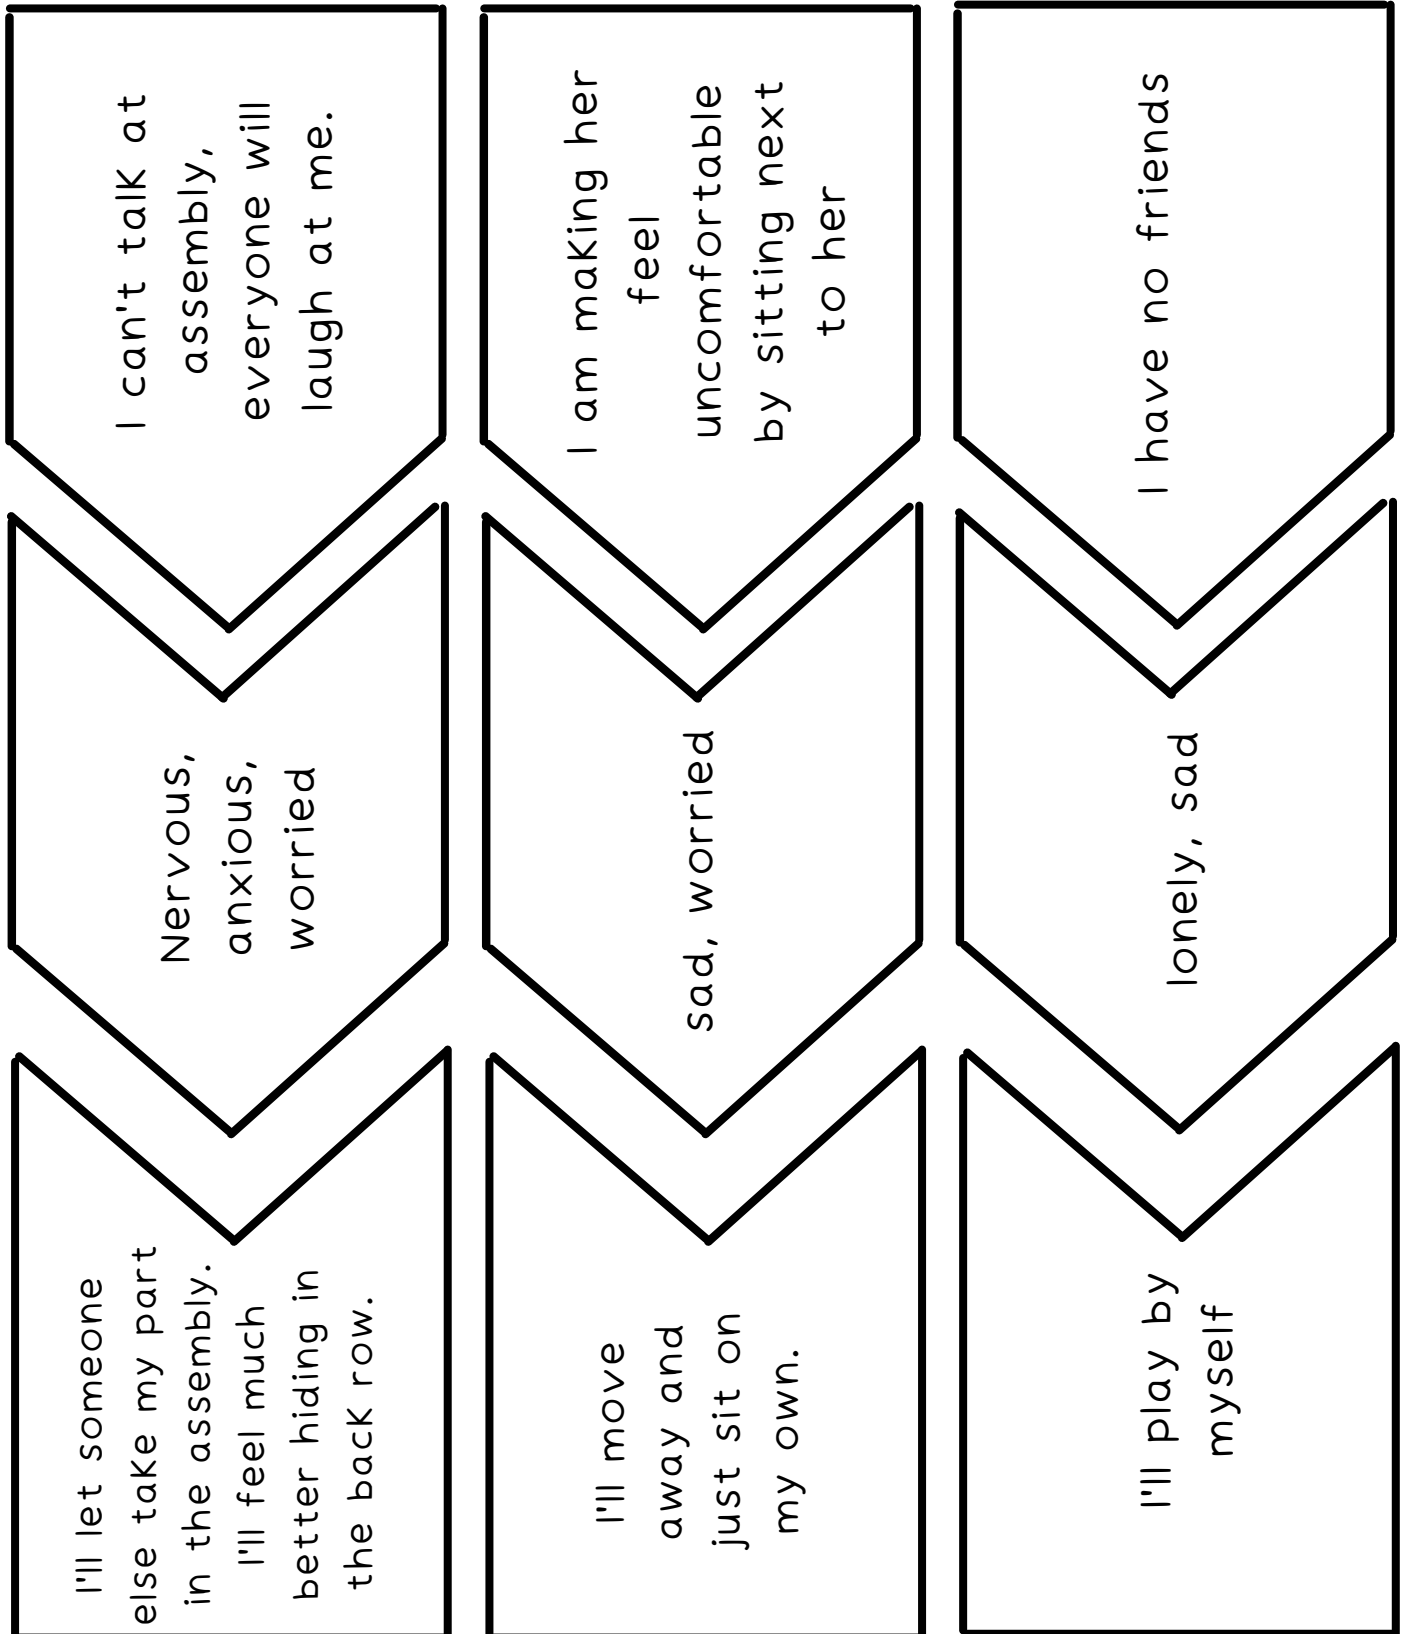 I can't talk at
assembly,
everyone will
laugh at me.
Nervous,
anxious,
worried
I'll let someone
else take my part
in the assembly.
I'll feel much
better hiding in
the back row.
I am making her
feel
uncomfortable
by sitting next
to her
sad, worried
I'll move
away and
just sit on
my own.
I have no friends
lonely, sad
I'll play by
myself